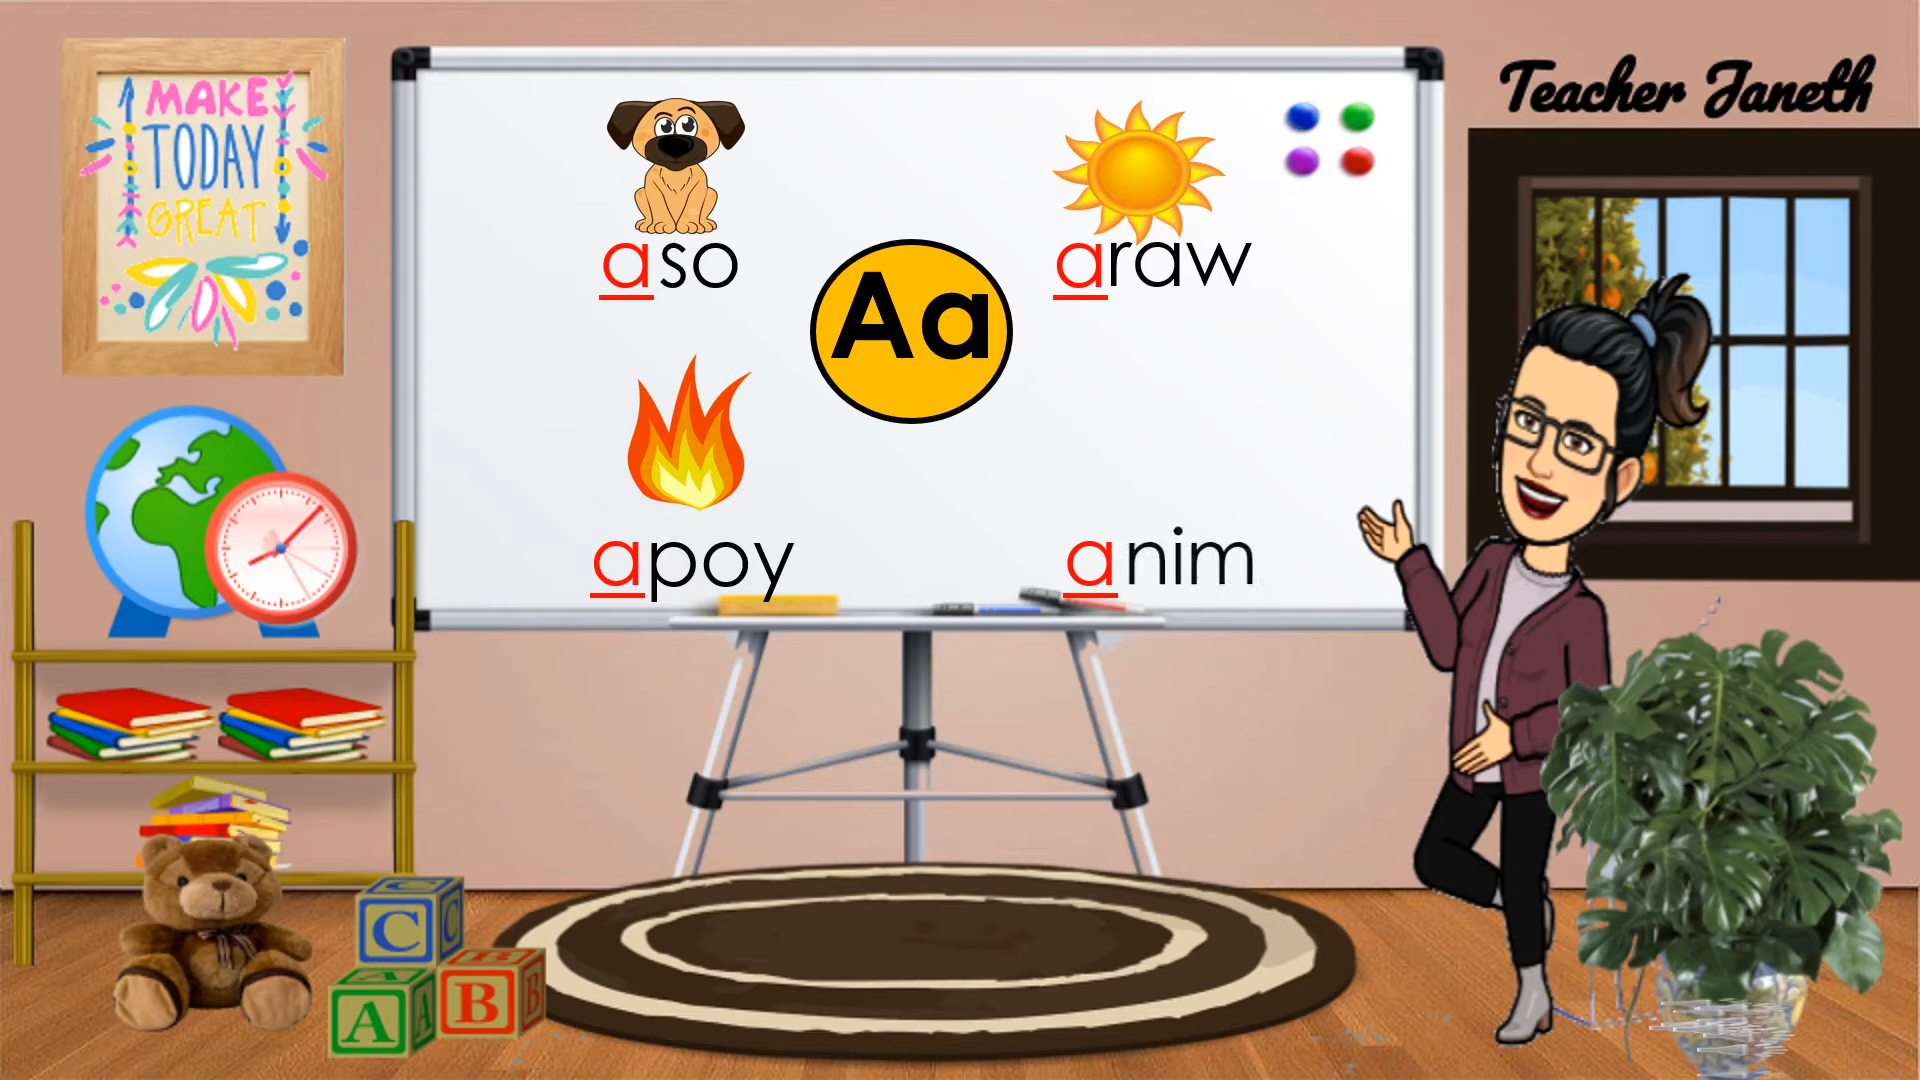 MAKE
TODAY
GREAT
Teacher Janeth
aso
araw
Aa
apoy
anim
C
C
A
A
A
B
B
B